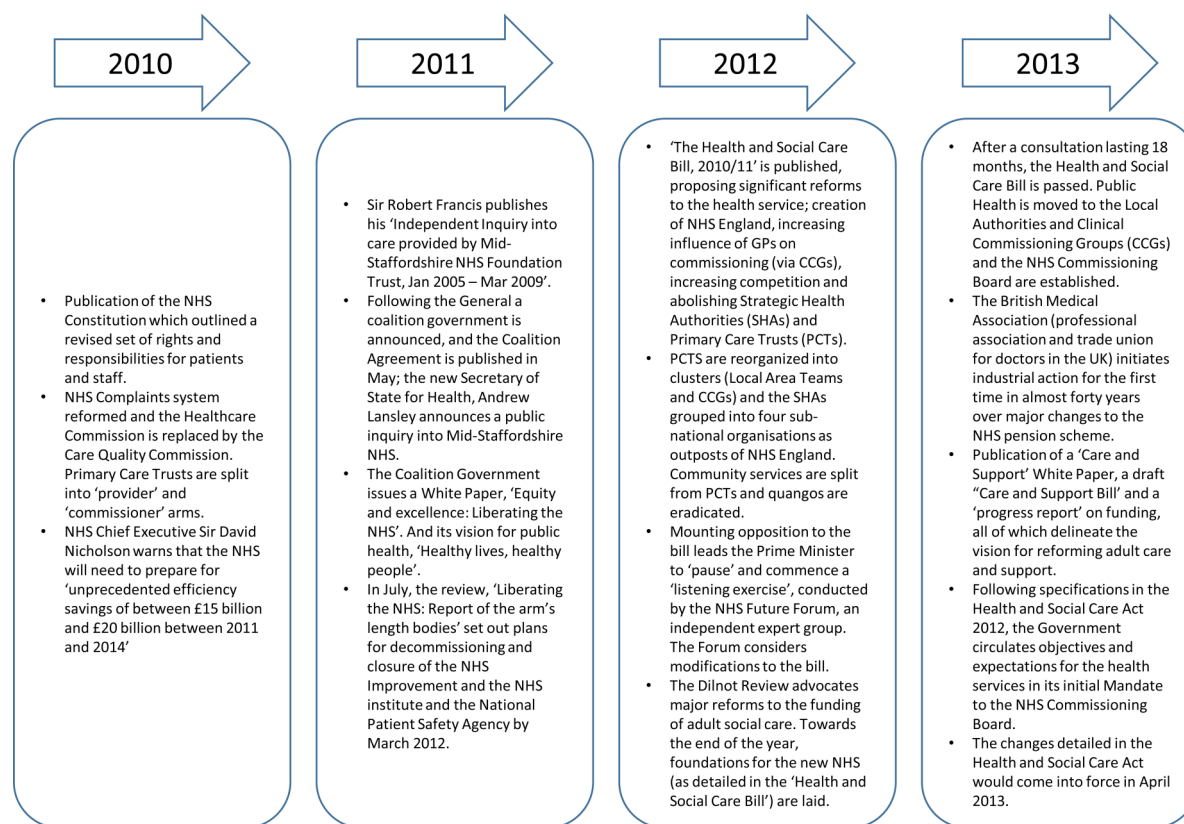 2010
• Publication of the NHS
Constitution which outlined a
revised set of rights and
responsibilities for patients
and staff.
• NHS Complaints system
reformed and the Healthcare
Commission is replaced by the
Care Quality Commission.
Primary Care Trusts are split
into ‘provider’ and
‘commissioner’ arms.
• NHS Chief Executive Sir David
Nicholson warns that the NHS
will need to prepare for
‘unprecedented efficiency
savings of between £15 billion
and £20 billion between 2011
and 2014’
2011
• Sir Robert Francis publishes
his ‘Independent Inquiry into
care provided by Mid-
Staffordshire NHS Foundation
Trust, Jan 2005 – Mar 2009’.
• Following the General a
coalition government is
announced, and the Coalition
Agreement is published in
May; the new Secretary of
State for Health, Andrew
Lansley announces a public
inquiry into Mid-Staffordshire
NHS.
• The Coalition Government
issues a White Paper, ‘Equity
and excellence: Liberating the
NHS’. And its vision for public
health, ‘Healthy lives, healthy
people’.
• In July, the review, ‘Liberating
the NHS: Report of the arm’s
length bodies’ set out plans
for decommissioning and
closure of the NHS
Improvement and the NHS
institute and the National
Patient Safety Agency by
March 2012.
2012
• ‘The Health and Social Care
Bill, 2010/11’ is published,
proposing significant reforms
to the health service; creation
of NHS England, increasing
influence of GPs on
commissioning (via CCGs),
increasing competition and
abolishing Strategic Health
Authorities (SHAs) and
Primary Care Trusts (PCTs).
• PCTS are reorganized into
clusters (Local Area Teams
and CCGs) and the SHAs
grouped into four sub-
national organisations as
outposts of NHS England.
Community services are split
from PCTs and quangos are
eradicated.
• Mounting opposition to the
bill leads the Prime Minister
to ‘pause’ and commence a
‘listening exercise’, conducted
by the NHS Future Forum, an
independent expert group.
The Forum considers
modifications to the bill.
• The Dilnot Review advocates
major reforms to the funding
of adult social care. Towards
the end of the year,
foundations for the new NHS
(as detailed in the ‘Health and
Social Care Bill’) are laid.
2013
• After a consultation lasting 18
months, the Health and Social
Care Bill is passed. Public
Health is moved to the Local
Authorities and Clinical
Commissioning Groups (CCGs)
and the NHS Commissioning
Board are established.
• The British Medical
Association (professional
association and trade union
for doctors in the UK) initiates
industrial action for the first
time in almost forty years
over major changes to the
NHS pension scheme.
• Publication of a ‘Care and
Support’ White Paper, a draft
“Care and Support Bill’ and a
‘progress report’ on funding,
all of which delineate the
vision for reforming adult care
and support.
• Following specifications in the
Health and Social Care Act
2012, the Government
circulates objectives and
expectations for the health
services in its initial Mandate
to the NHS Commissioning
Board.
• The changes detailed in the
Health and Social Care Act
would come into force in April
2013.